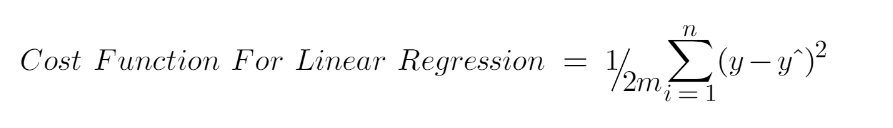 Cost Function For Linear Regression = 1/2m ∑_{i=1}^{n} (y − yˆ)²